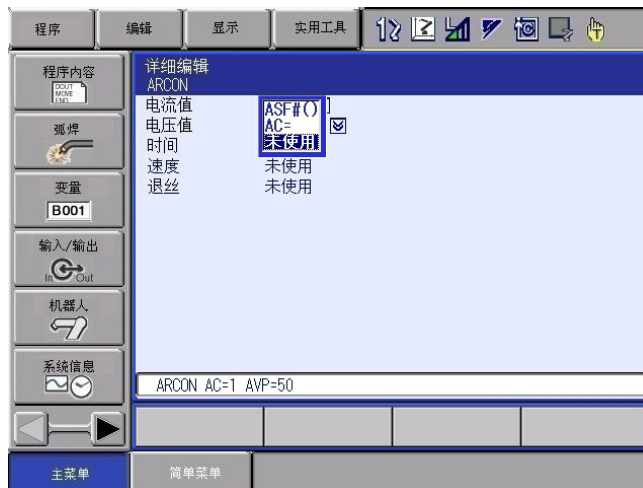 程序 编辑 显示 实用工具
程序内容
DOUT
MOVE
END
弧焊
变量
B001
输入/输出
In Out
机器人
系统信息
详细编辑
ARCON
电流值 ASF#()
电压值 AC=
时间 未使用
速度 未使用
退丝 未使用
ARCON AC=1 AVP=50
主菜单 简单菜单